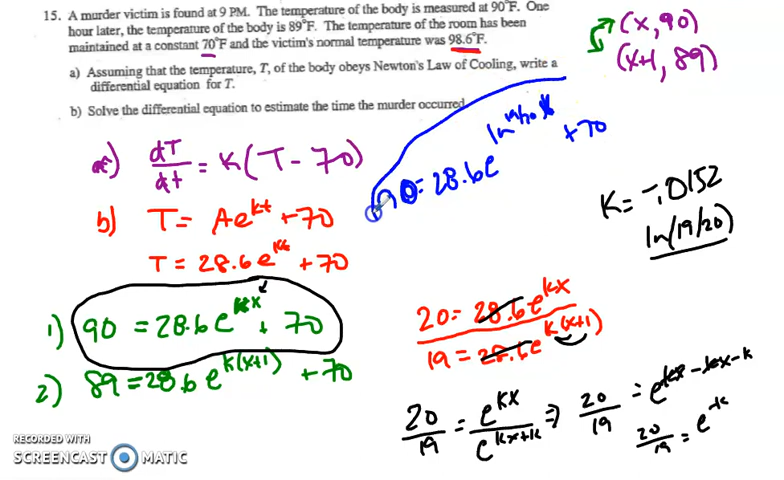 15. A murder victim is found at 9 PM. The temperature of the body is measured at 90°F. One
hour later, the temperature of the body is 89°F. The temperature of the room has been
maintained at a constant 70°F and the victim's normal temperature was 98.6°F.
a) Assuming that the temperature, T, of the body obeys Newton's Law of Cooling, write a
differential equation for T.
b) Solve the differential equation to estimate the time the murder occurred.
(x, 90)
(x+1, 89)
a) dT/dt = K(T - 70)
b) T = Ae^kt + 70
T = 28.6e^kt + 70
1) 90 = 28.6e^kx + 70
2) 89 = 28.6e^k(x+1) + 70
0 = 28.6e^ln 19/20 x + 70
K = -.0152
ln(19/20)
20 = 28.6e^kx
19 = 28.6e^k(x+1)
20/19 = e^kx/e^kx+k ⇒ 20/19 = e^kx-kx-k
20/19 = e^-k
RECORDED WITH
SCREENCAST MATIC